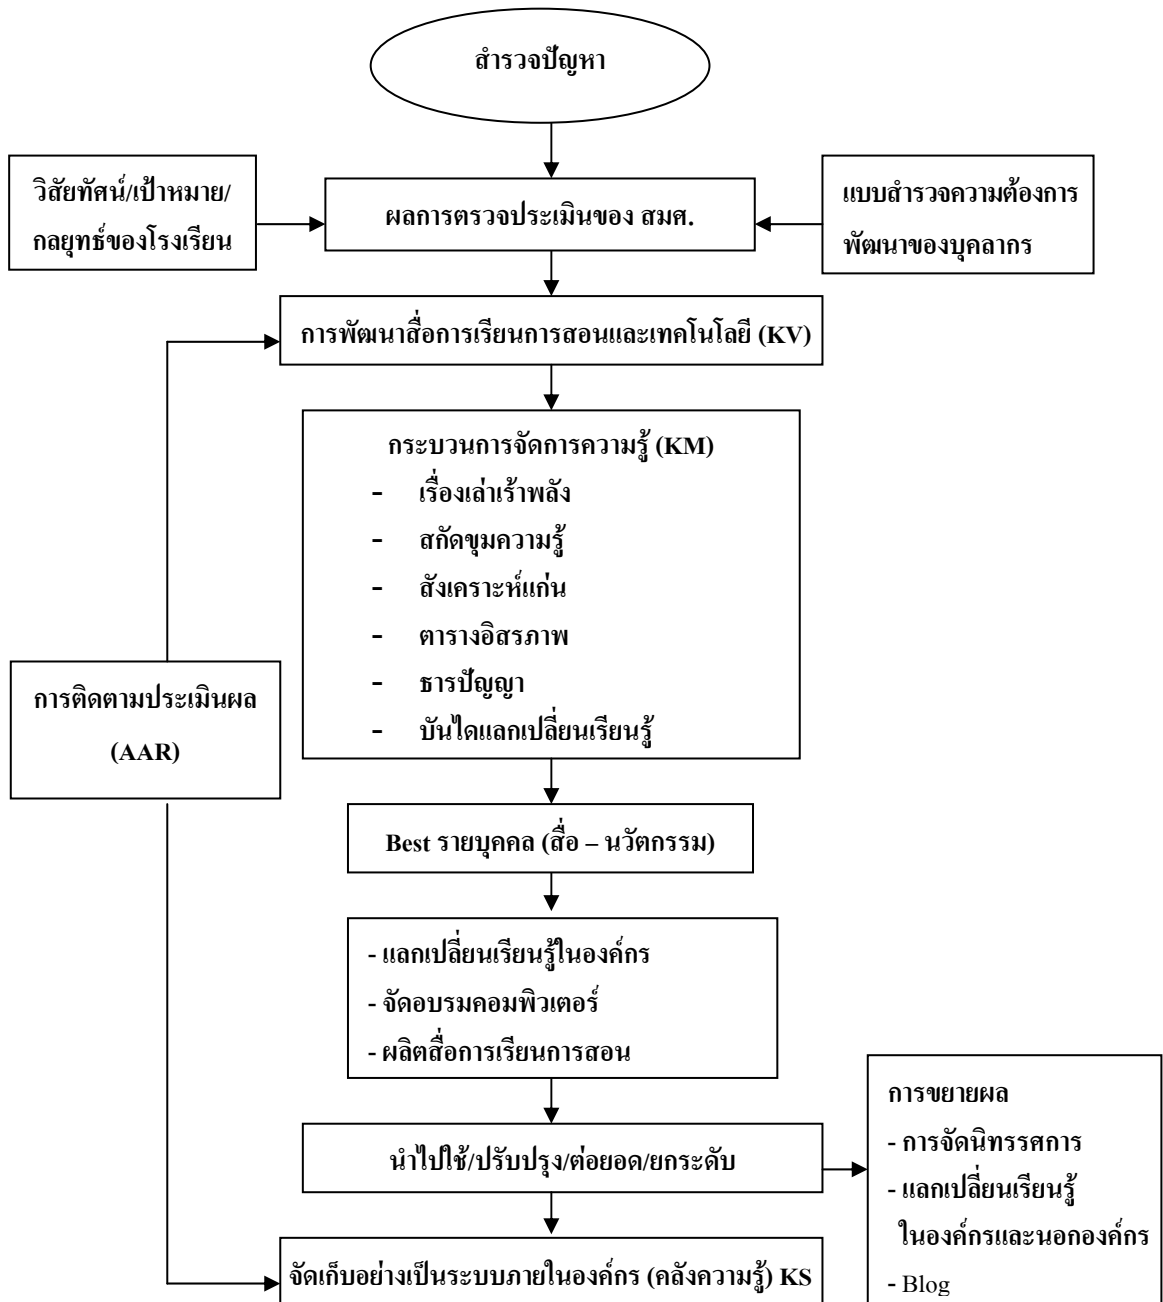 สำรวจปัญหา
วิสัยทัศน์/เป้าหมาย/
กลยุทธ์ของโรงเรียน
ผลการตรวจประเมินของ สมศ.
แบบสำรวจความต้องการ
พัฒนาของบุคลากร
การพัฒนาสื่อการเรียนการสอนและเทคโนโลยี (KV)
กระบวนการจัดการความรู้ (KM)
- เรื่องเล่าเร้าพลัง
- สกัดขุมความรู้
- สังเคราะห์แก่น
- ตารางอิสรภาพ
- ธารปัญญา
- บันไดแลกเปลี่ยนเรียนรู้
การติดตามประเมินผล
(AAR)
Best รายบุคคล (สื่อ – นวัตกรรม)
- แลกเปลี่ยนเรียนรู้ในองค์กร
- จัดอบรมคอมพิวเตอร์
- ผลิตสื่อการเรียนการสอน
นำไปใช้/ปรับปรุง/ต่อยอด/ยกระดับ
การขยายผล
- การจัดนิทรรศการ
- แลกเปลี่ยนเรียนรู้
ในองค์กรและนอกองค์กร
- Blog
จัดเก็บอย่างเป็นระบบภายในองค์กร (คลังความรู้) KS